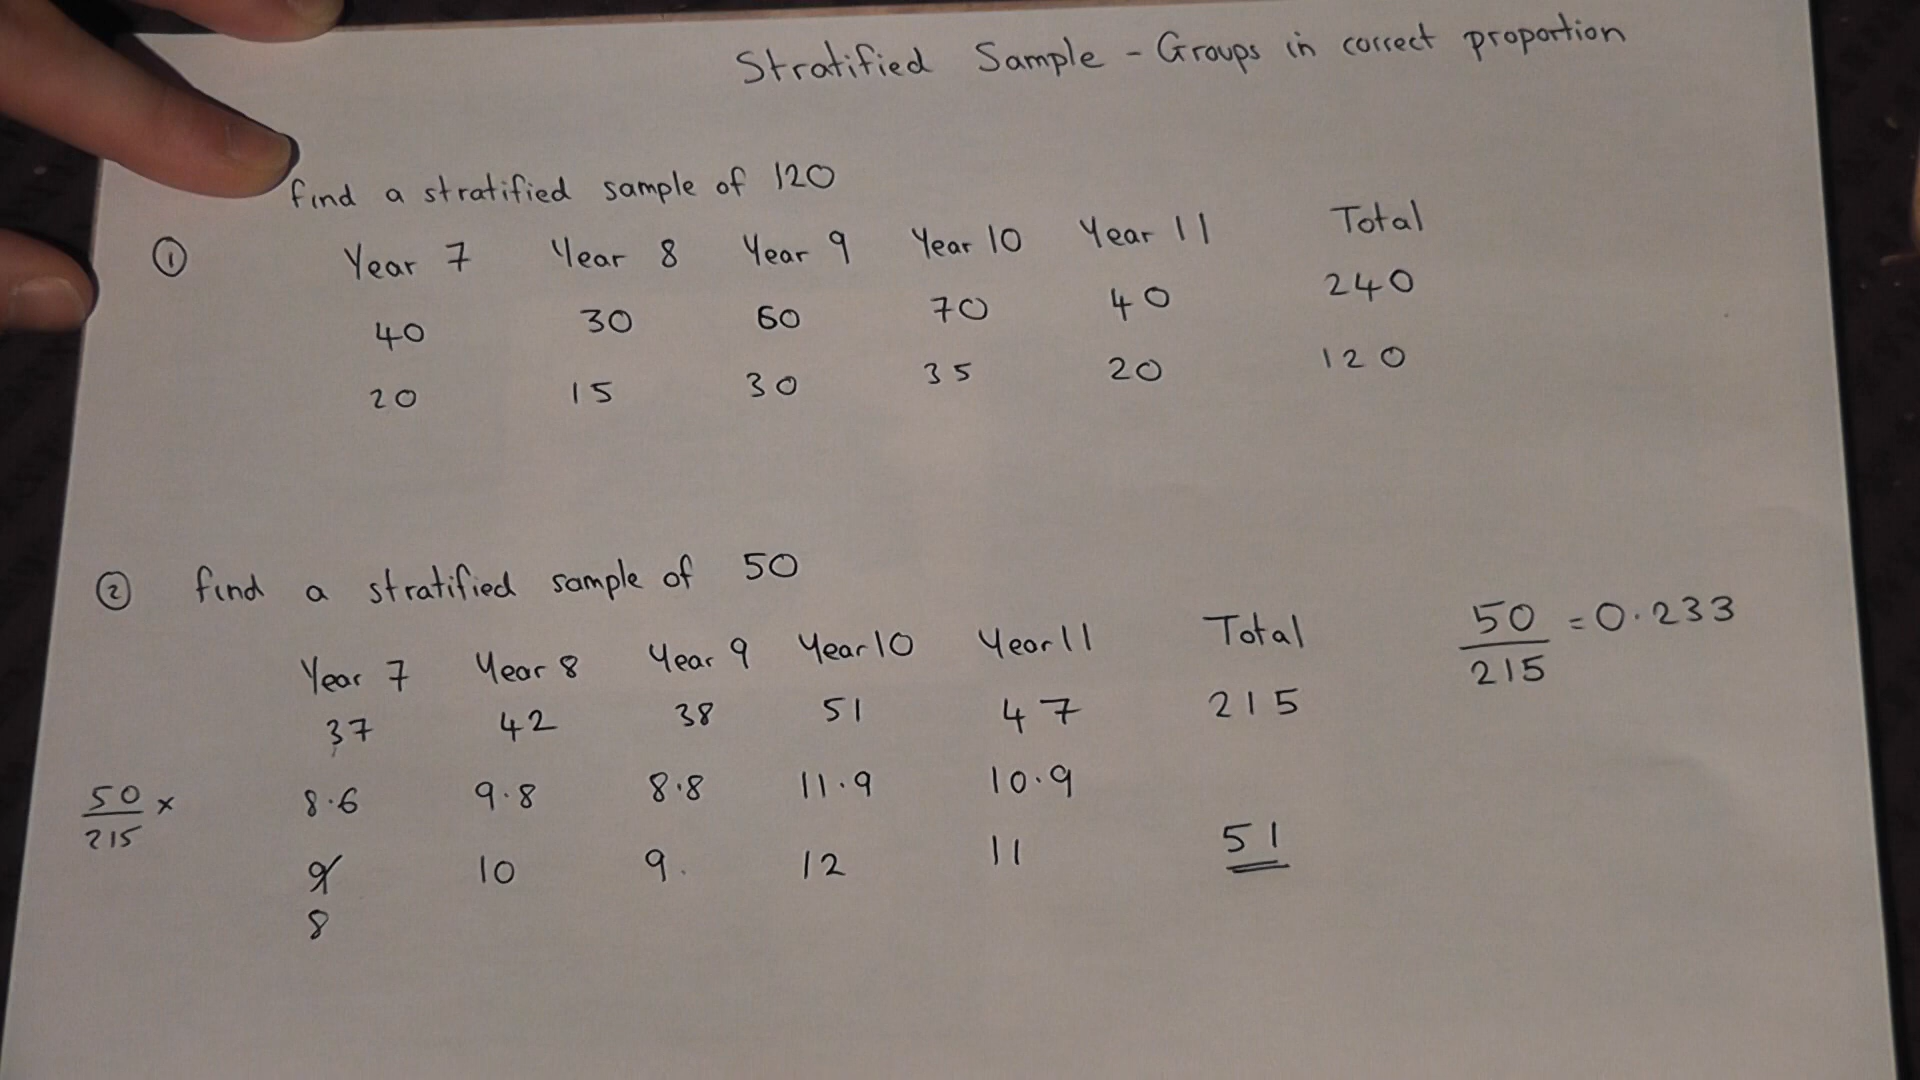 Stratified Sample - Groups in correct proportion
find a stratified sample of 120
① Year 7 Year 8 Year 9 Year 10 Year 11 Total
40 30 60 70 40 240
20 15 30 35 20 120
② find a stratified sample of 50
Year 7 Year 8 Year 9 Year 10 Year 11 Total
37 42 38 51 47 215
50/215 = 0.233
50/215 × 8.6 9.8 8.8 11.9 10.9
9 10 9. 12 11 51
8